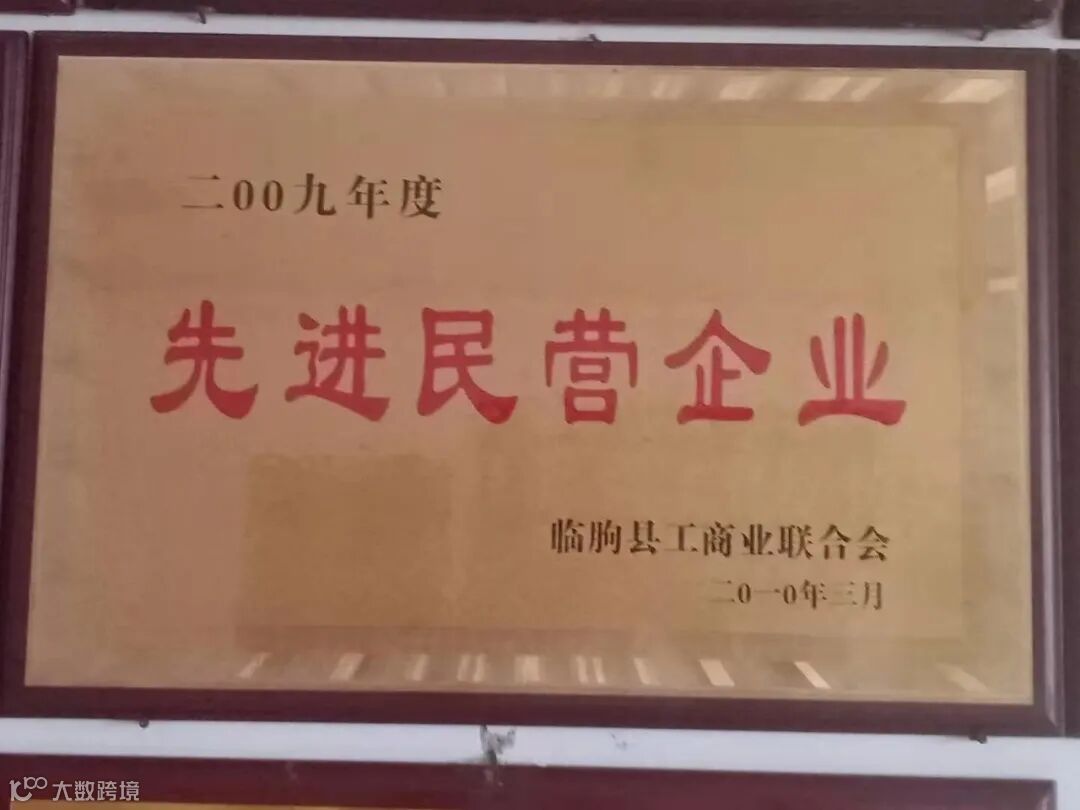 二00九年度
先进民营企业
临朐县工商业联合会
二0一0年三月
大数跨境